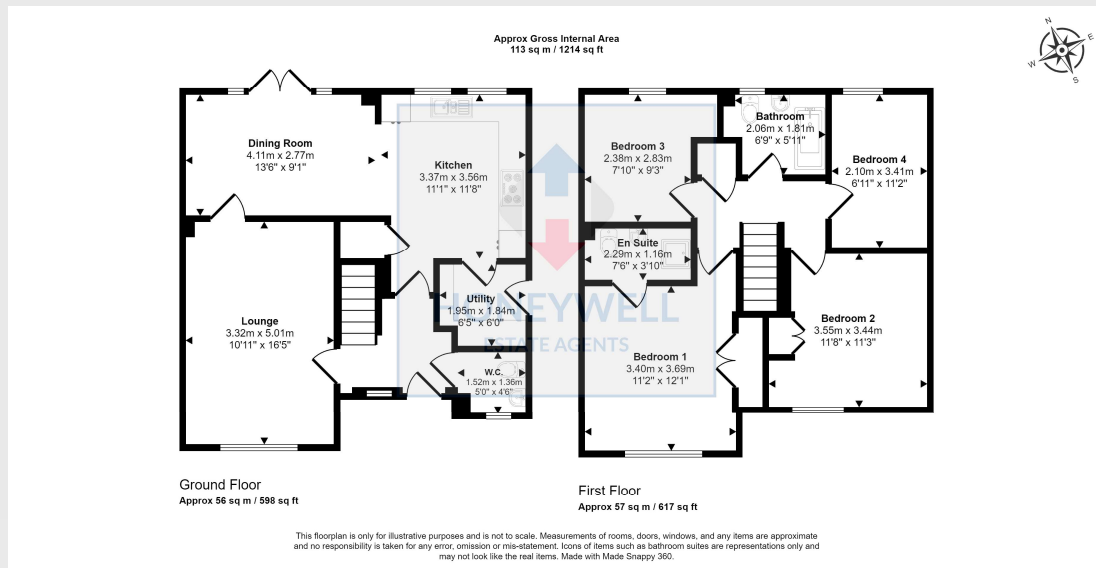 Approx Gross Internal Area
113 sq m / 1214 sq ft
N
E
S
W
Dining Room
4.11m x 2.77m
13'6" x 9'1"
Kitchen
3.37m x 3.56m
11'1" x 11'8"
Lounge
3.32m x 5.01m
10'11" x 16'5"
Utility
1.95m x 1.84m
6'5" x 6'0"
W.C.
1.52m x 1.36m
5'0" x 4'6"
Bedroom 3
2.38m x 2.83m
7'10" x 9'3"
Bathroom
2.06m x 1.81m
6'9" x 5'11"
Bedroom 4
2.10m x 3.41m
6'11" x 11'2"
En Suite
2.29m x 1.16m
7'6" x 3'10"
Bedroom 1
3.40m x 3.69m
11'2" x 12'1"
Bedroom 2
3.55m x 3.44m
11'8" x 11'3"
HONEYWELL
ESTATE AGENTS
Ground Floor
Approx 56 sq m / 598 sq ft
First Floor
Approx 57 sq m / 617 sq ft
This floorplan is only for illustrative purposes and is not to scale. Measurements of rooms, doors, windows, and any items are approximate
and no responsibility is taken for any error, omission or mis-statement. Icons of items such as bathroom suites are representations only and
may not look like the real items. Made with Made Snappy 360.